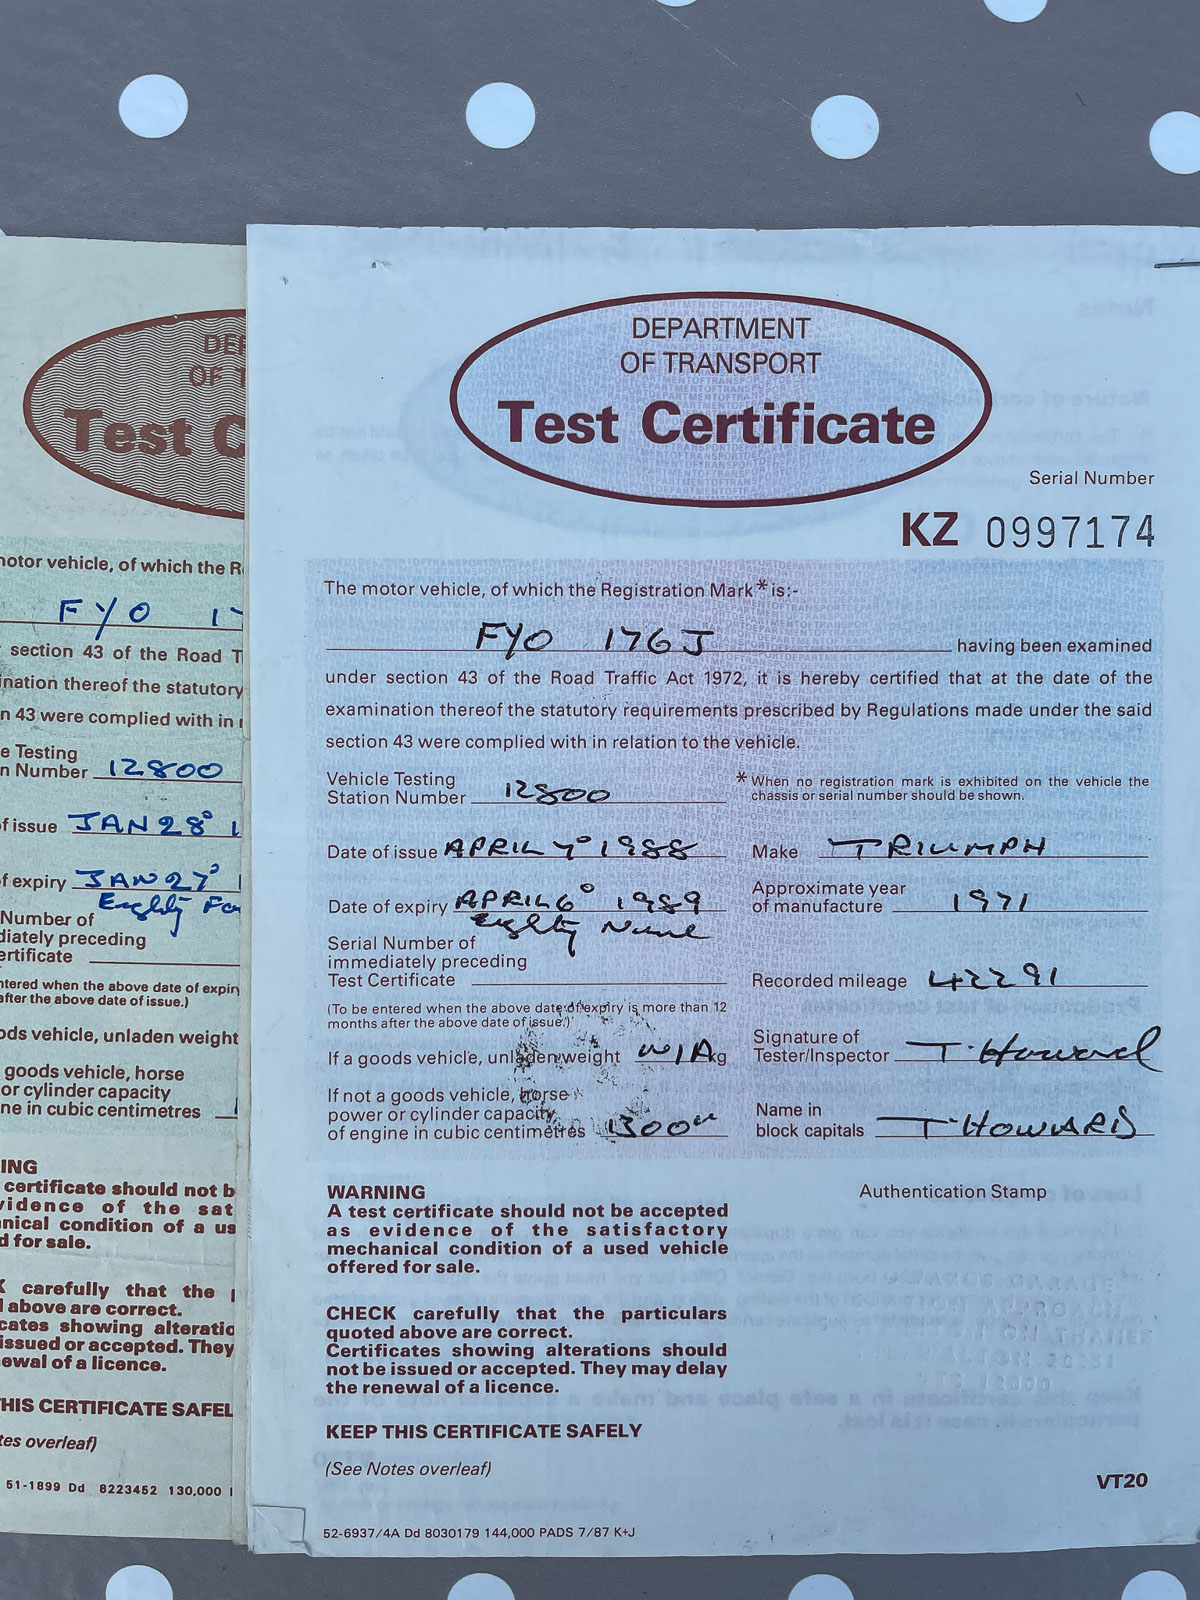 DEPARTMENT
OF TRANSPORT
Test Certificate
Serial Number
KZ 0997174
The motor vehicle, of which the Registration Mark * is:-
FYO 176J having been examined
under section 43 of the Road Traffic Act 1972, it is hereby certified that at the date of the
examination thereof the statutory requirements prescribed by Regulations made under the said
section 43 were complied with in relation to the vehicle.
Vehicle Testing
Station Number 12800
* When no registration mark is exhibited on the vehicle the
chassis or serial number should be shown.
Date of issue APRIL 7° 1988
Make TRIUMPH
Date of expiry APRIL 6° 1989
Eighty Nine
Approximate year
of manufacture 1971
Serial Number of
immediately preceding
Test Certificate
Recorded mileage 42291
(To be entered when the above date of expiry is more than 12
months after the above date of issue.)
If a goods vehicle, unladen weight N/A kg
Signature of
Tester/Inspector T. Howard
If not a goods vehicle, horse
power or cylinder capacity
of engine in cubic centimetres 1300cc
Name in
block capitals T. HOWARD
WARNING
A test certificate should not be accepted
as evidence of the satisfactory
mechanical condition of a used vehicle
offered for sale.
Authentication Stamp
CHECK carefully that the particulars
quoted above are correct.
Certificates showing alterations should
not be issued or accepted. They may delay
the renewal of a licence.
KEEP THIS CERTIFICATE SAFELY
(See Notes overleaf)
VT20
52-6937/4A Dd 8030179 144,000 PADS 7/87 K+J
DE
OF T
Test C
motor vehicle, of which the R
FYO 17
section 43 of the Road T
ination thereof the statutory
n 43 were complied with in
e Testing
n Number 12800
of issue JAN 28° 1
of expiry JAN 27° 1
Eighty
Number of
diately preceding
ertificate
ntered when the above date of expiry
after the above date of issue.)
ods vehicle, unladen weight
goods vehicle, horse
or cylinder capacity
ne in cubic centimetres
ING
certificate should not b
vidence of the sat
nical condition of a us
d for sale.
K carefully that the
above are correct.
cates showing alteratio
issued or accepted. They
ewal of a licence.
HIS CERTIFICATE SAFEL
tes overleaf)
51-1899 Dd 8223452 130,000